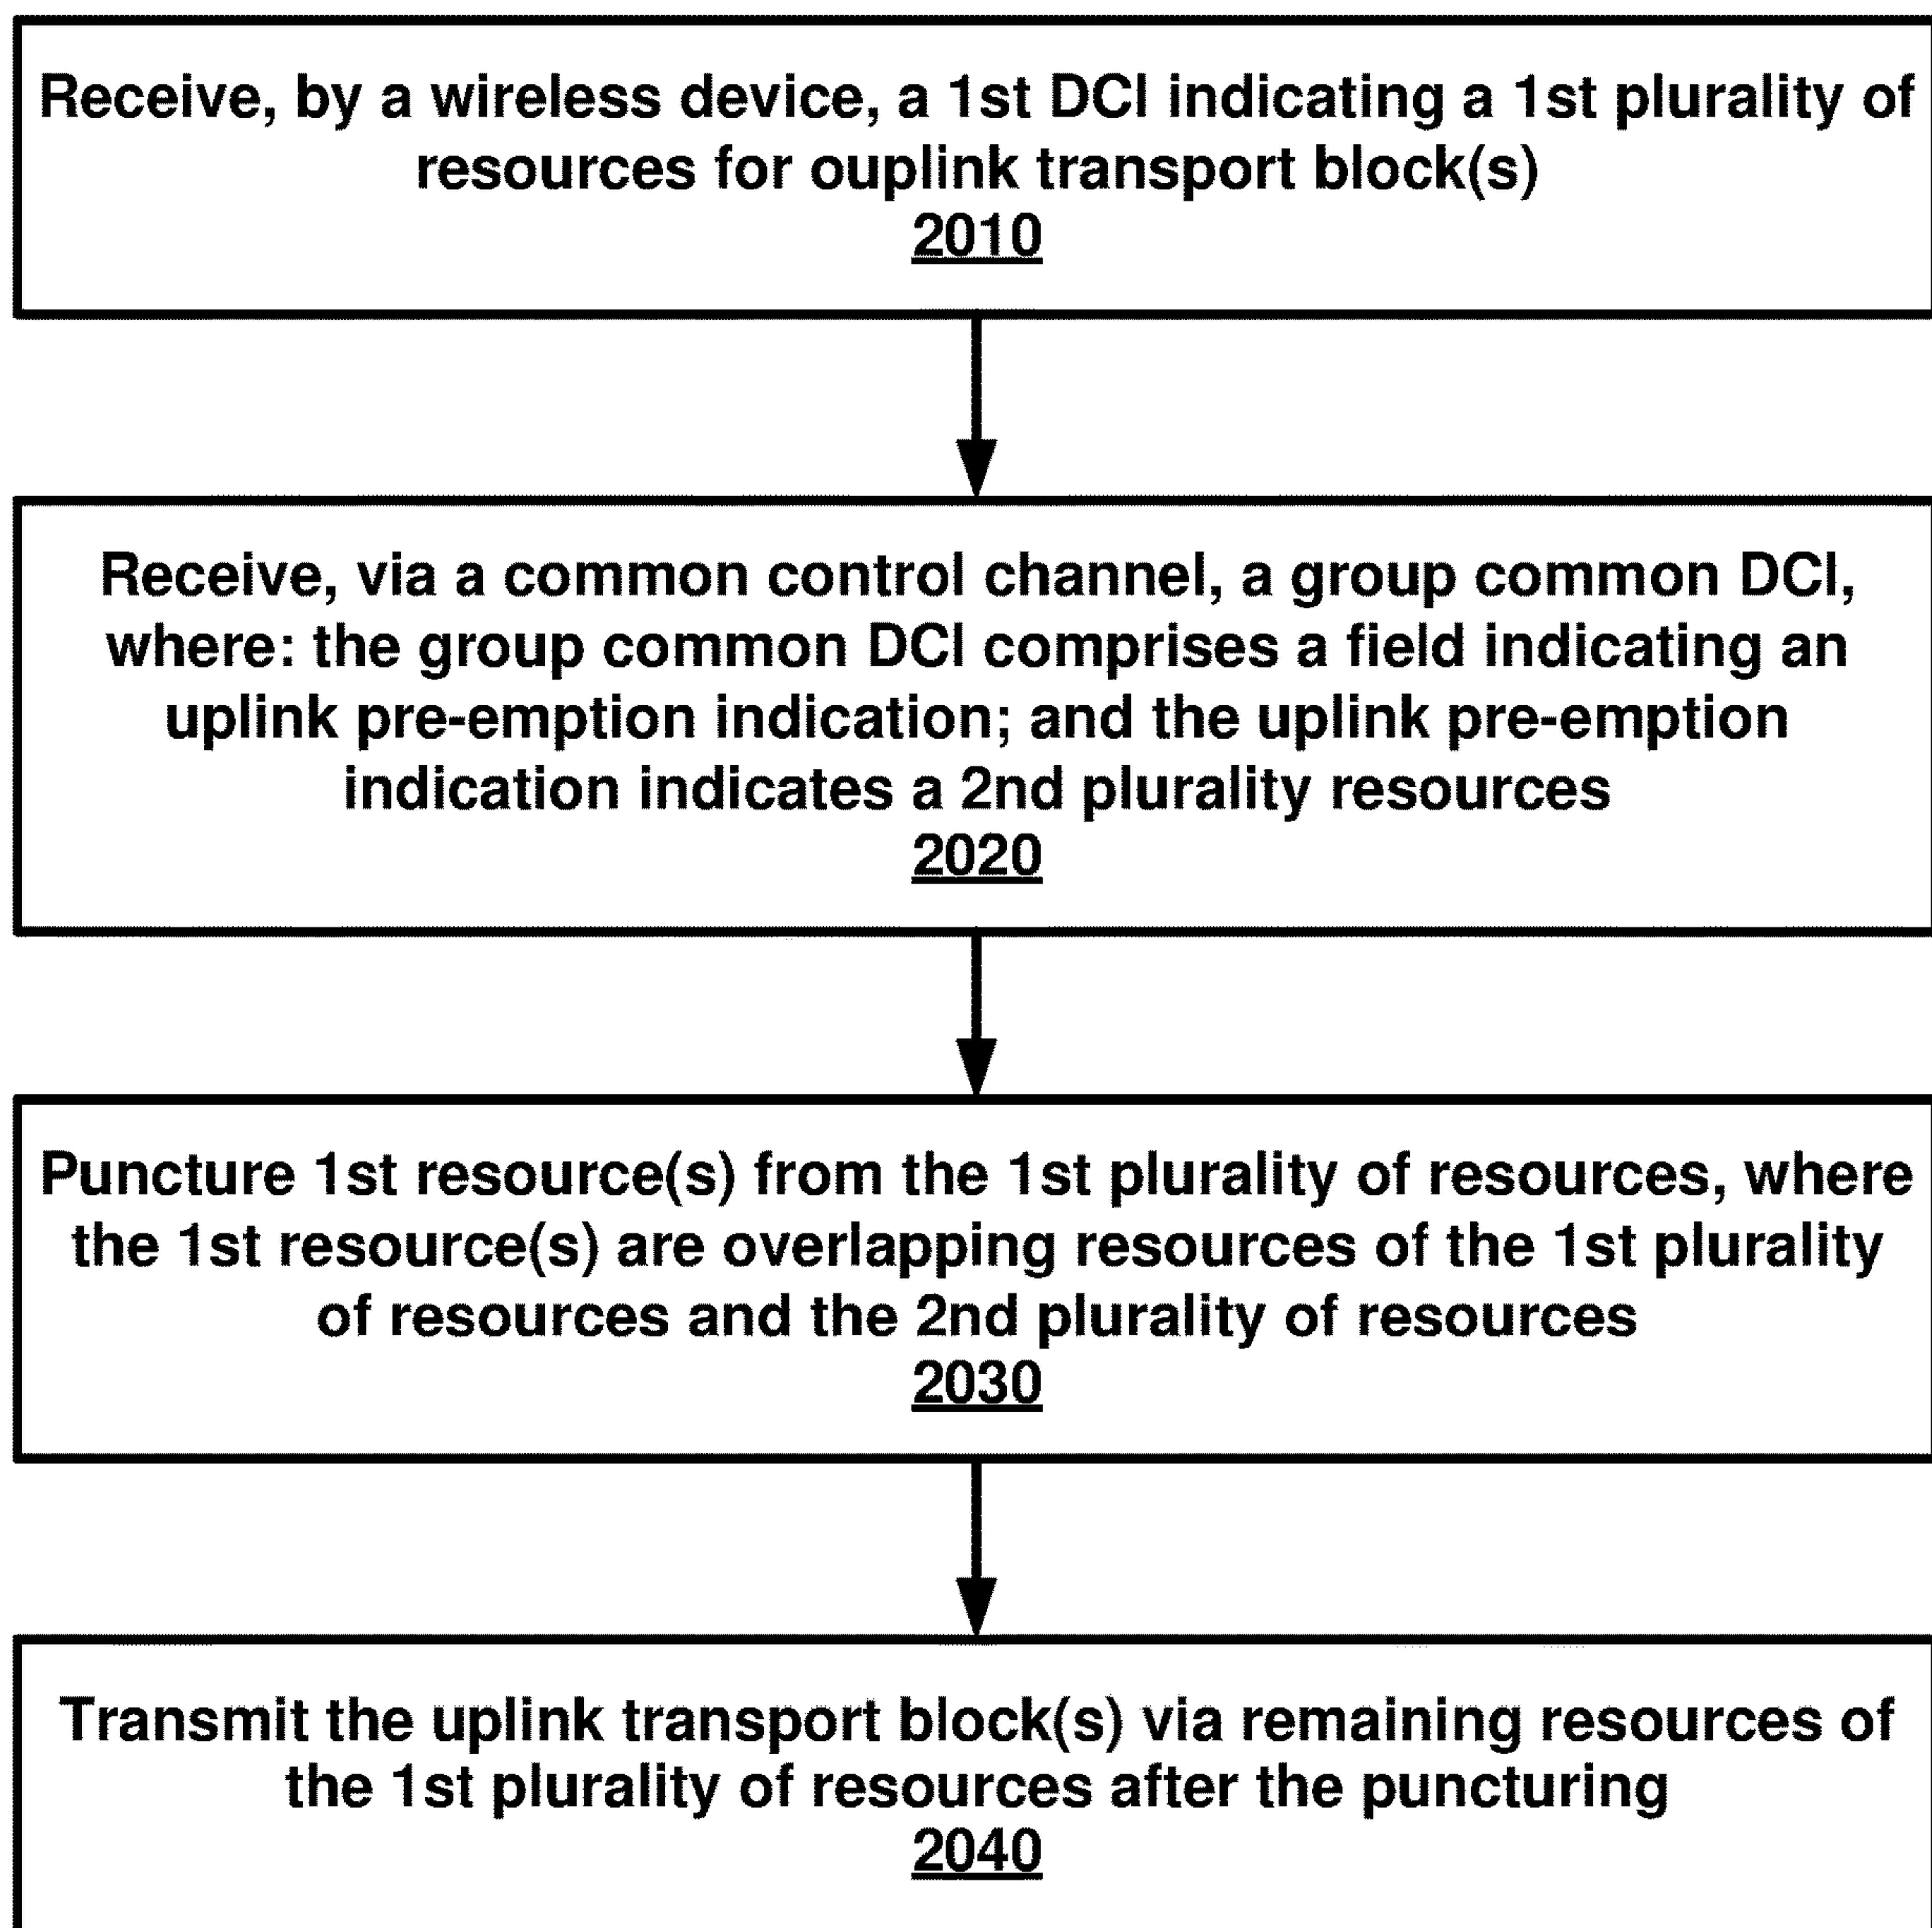 Receive, by a wireless device, a 1st DCI indicating a 1st plurality of
resources for ouplink transport block(s)
2010
Receive, via a common control channel, a group common DCI,
where: the group common DCI comprises a field indicating an
uplink pre-emption indication; and the uplink pre-emption
indication indicates a 2nd plurality resources
2020
Puncture 1st resource(s) from the 1st plurality of resources, where
the 1st resource(s) are overlapping resources of the 1st plurality
of resources and the 2nd plurality of resources
2030
Transmit the uplink transport block(s) via remaining resources of
the 1st plurality of resources after the puncturing
2040